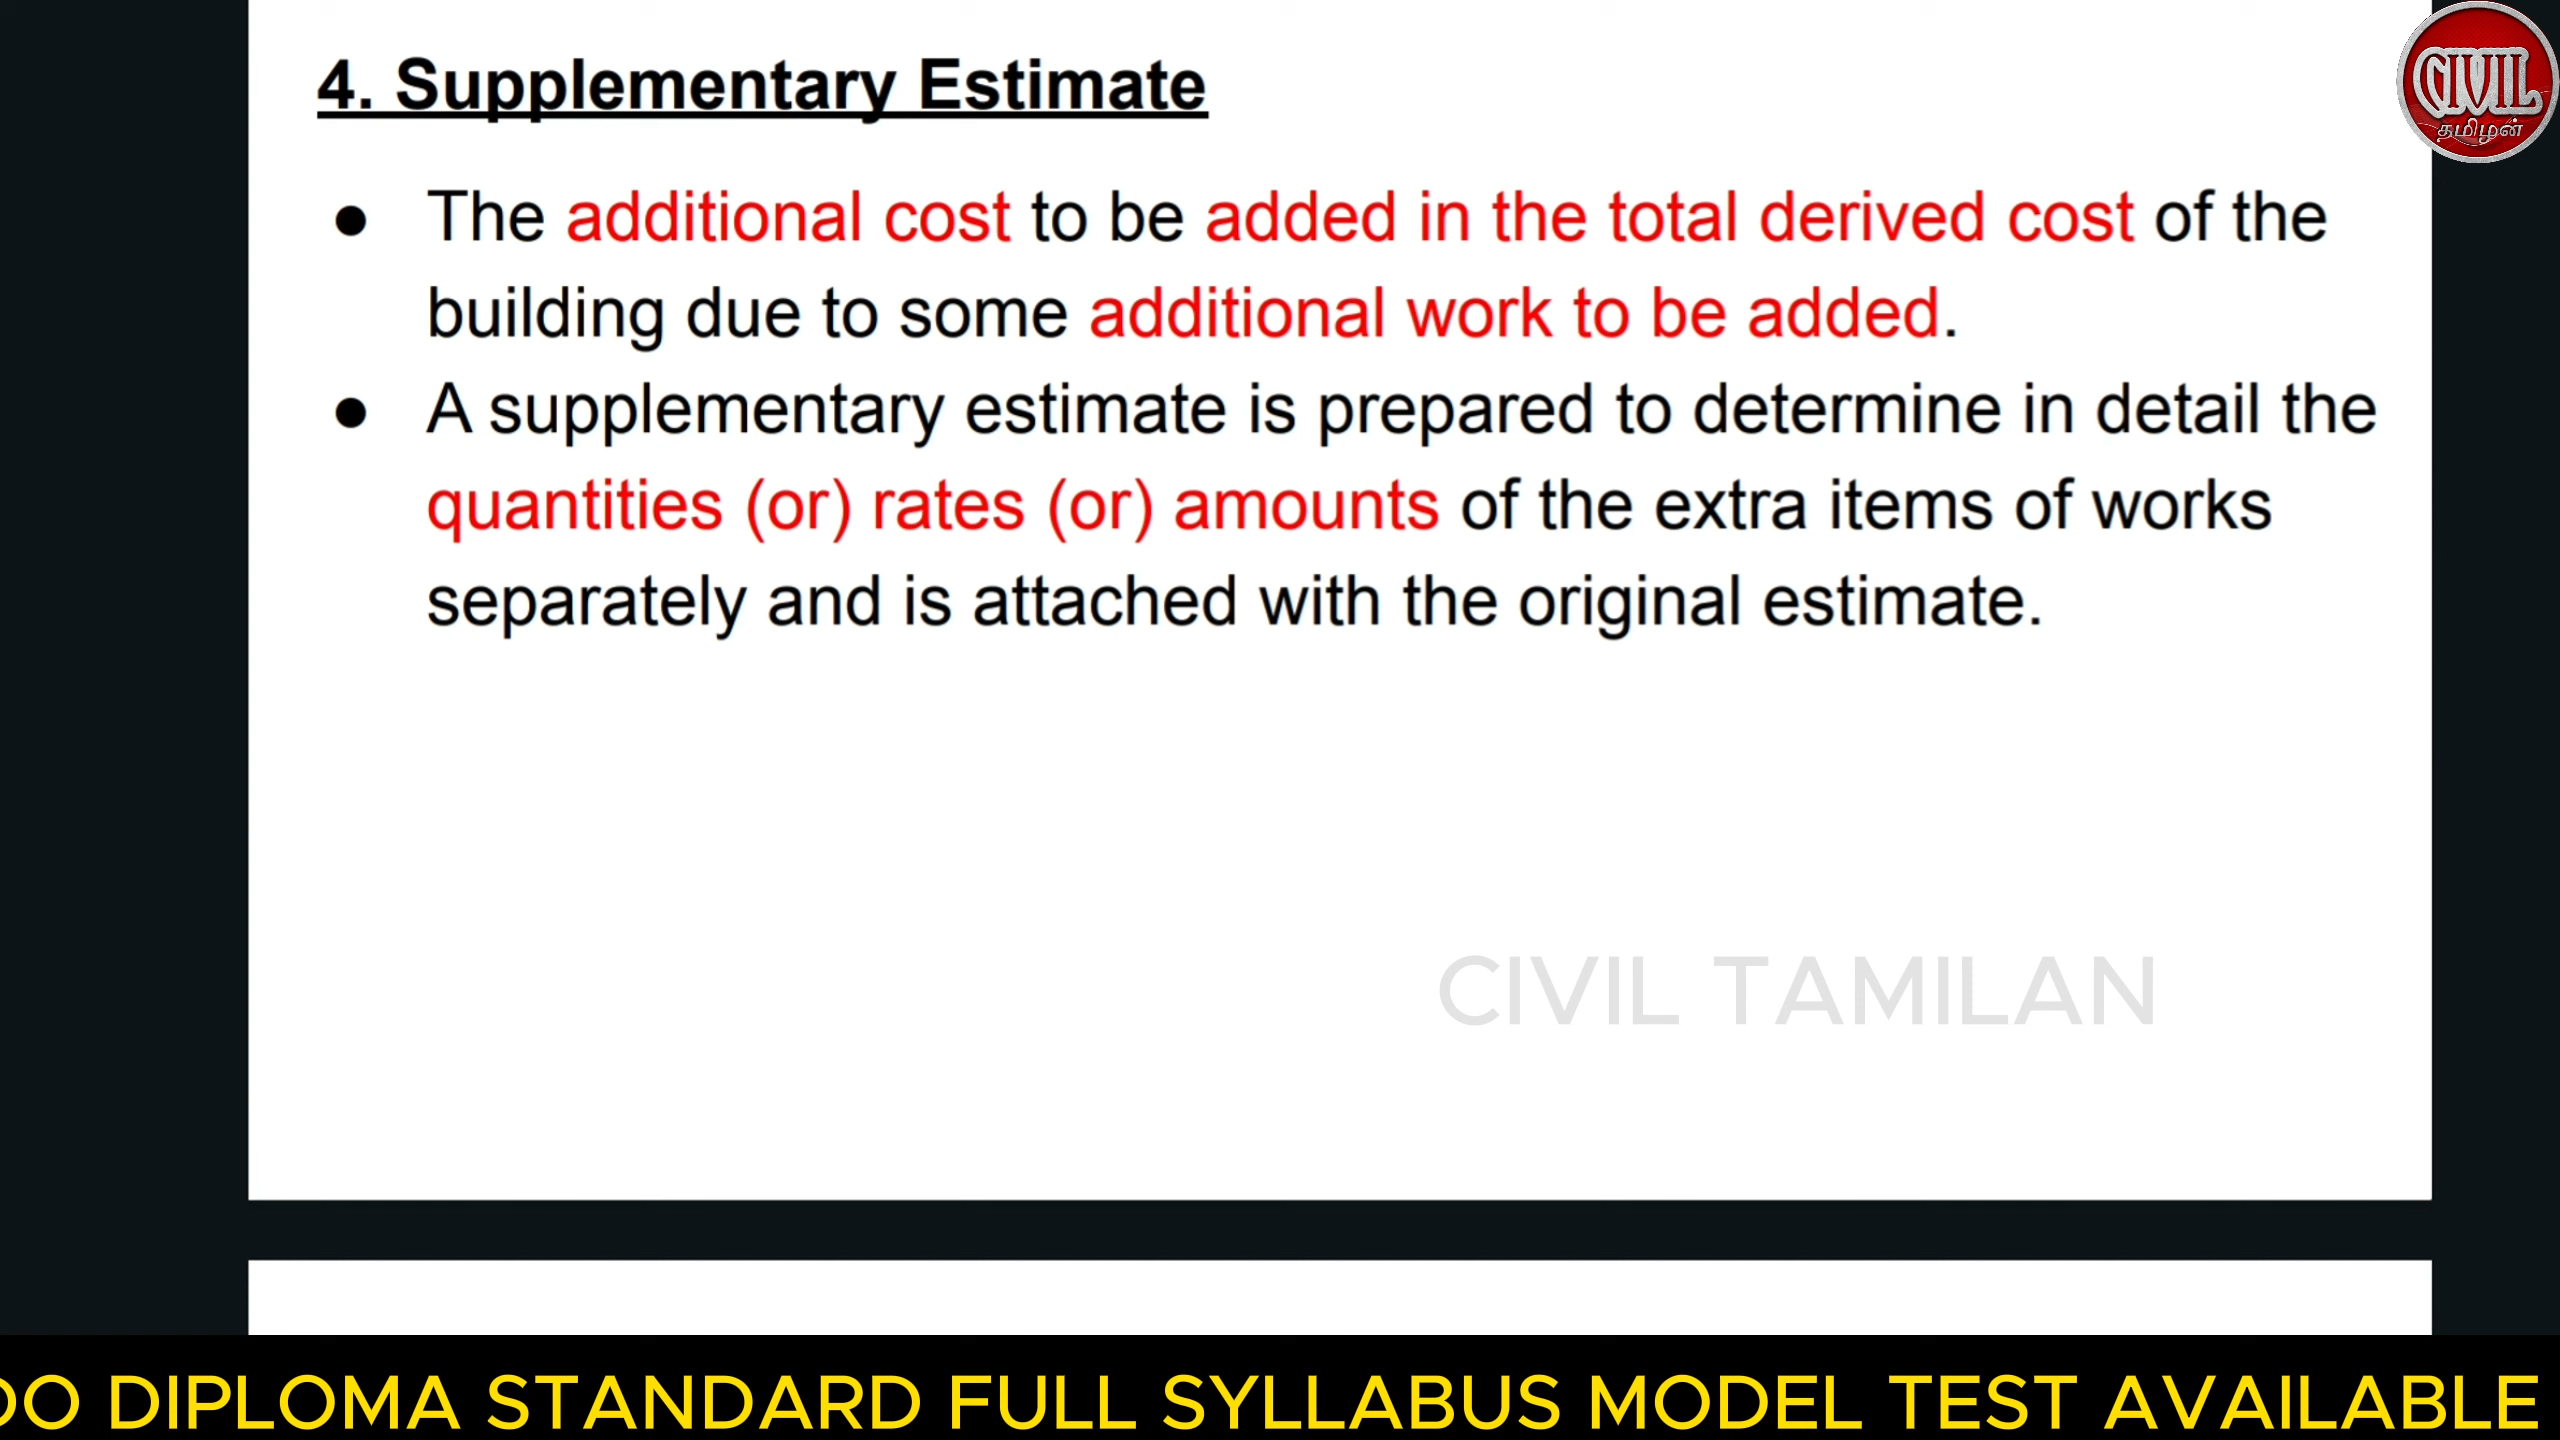 4. Supplementary Estimate
CIVIL
தமிழன்
● The additional cost to be added in the total derived cost of the
building due to some additional work to be added.
● A supplementary estimate is prepared to determine in detail the
quantities (or) rates (or) amounts of the extra items of works
separately and is attached with the original estimate.
CIVIL TAMILAN
DO DIPLOMA STANDARD FULL SYLLABUS MODEL TEST AVAILABLE